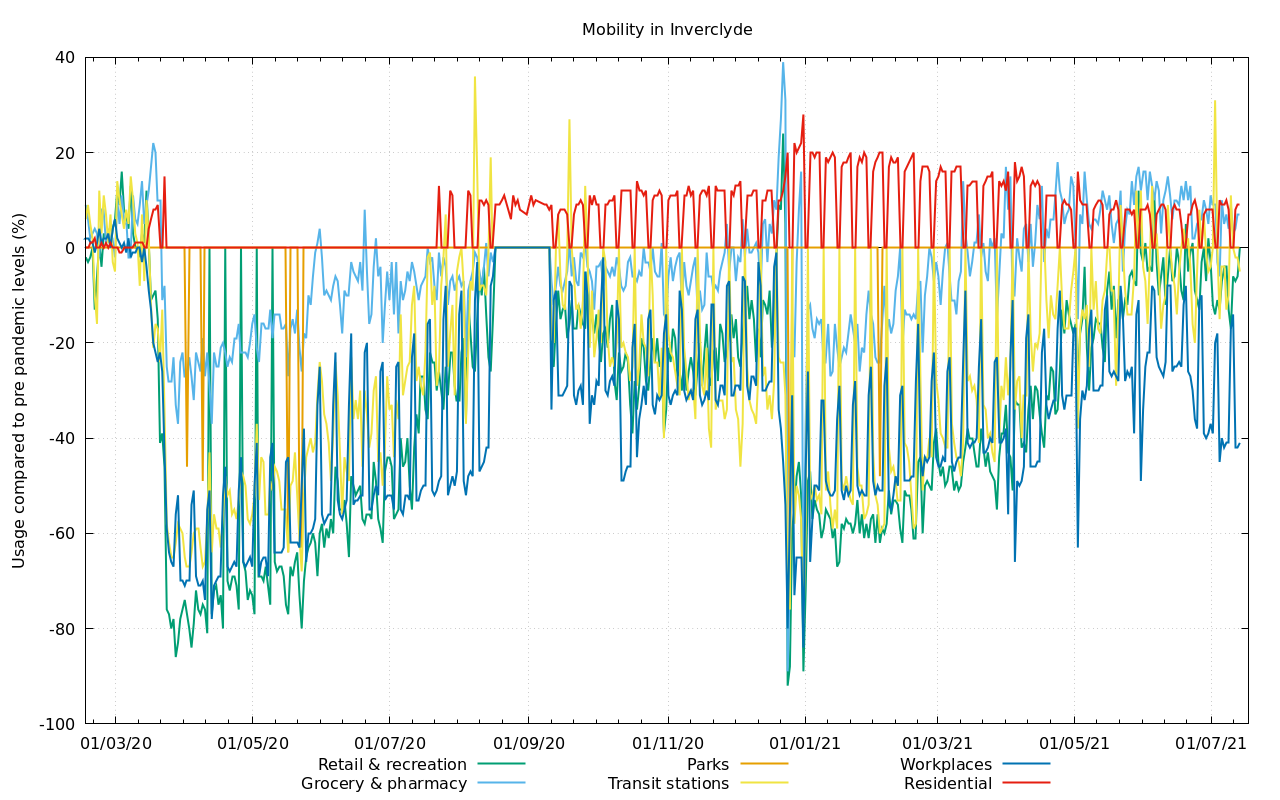 Mobility in Inverclyde
Usage compared to pre pandemic levels (%)
40
20
0
-20
-40
-60
-80
-100
01/03/20 01/05/20 01/07/20 01/09/20 01/11/20 01/01/21 01/03/21 01/05/21 01/07/21
Retail & recreation Parks Workplaces
Grocery & pharmacy Transit stations Residential